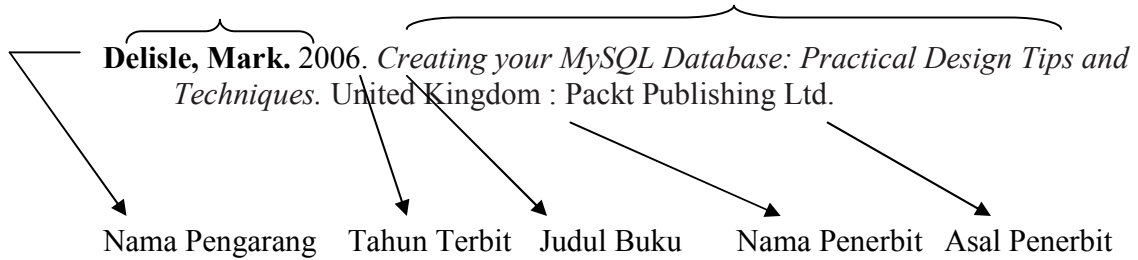 Delisle, Mark. 2006. Creating your MySQL Database: Practical Design Tips and
Techniques. United Kingdom : Packt Publishing Ltd.
Nama Pengarang Tahun Terbit Judul Buku Nama Penerbit Asal Penerbit